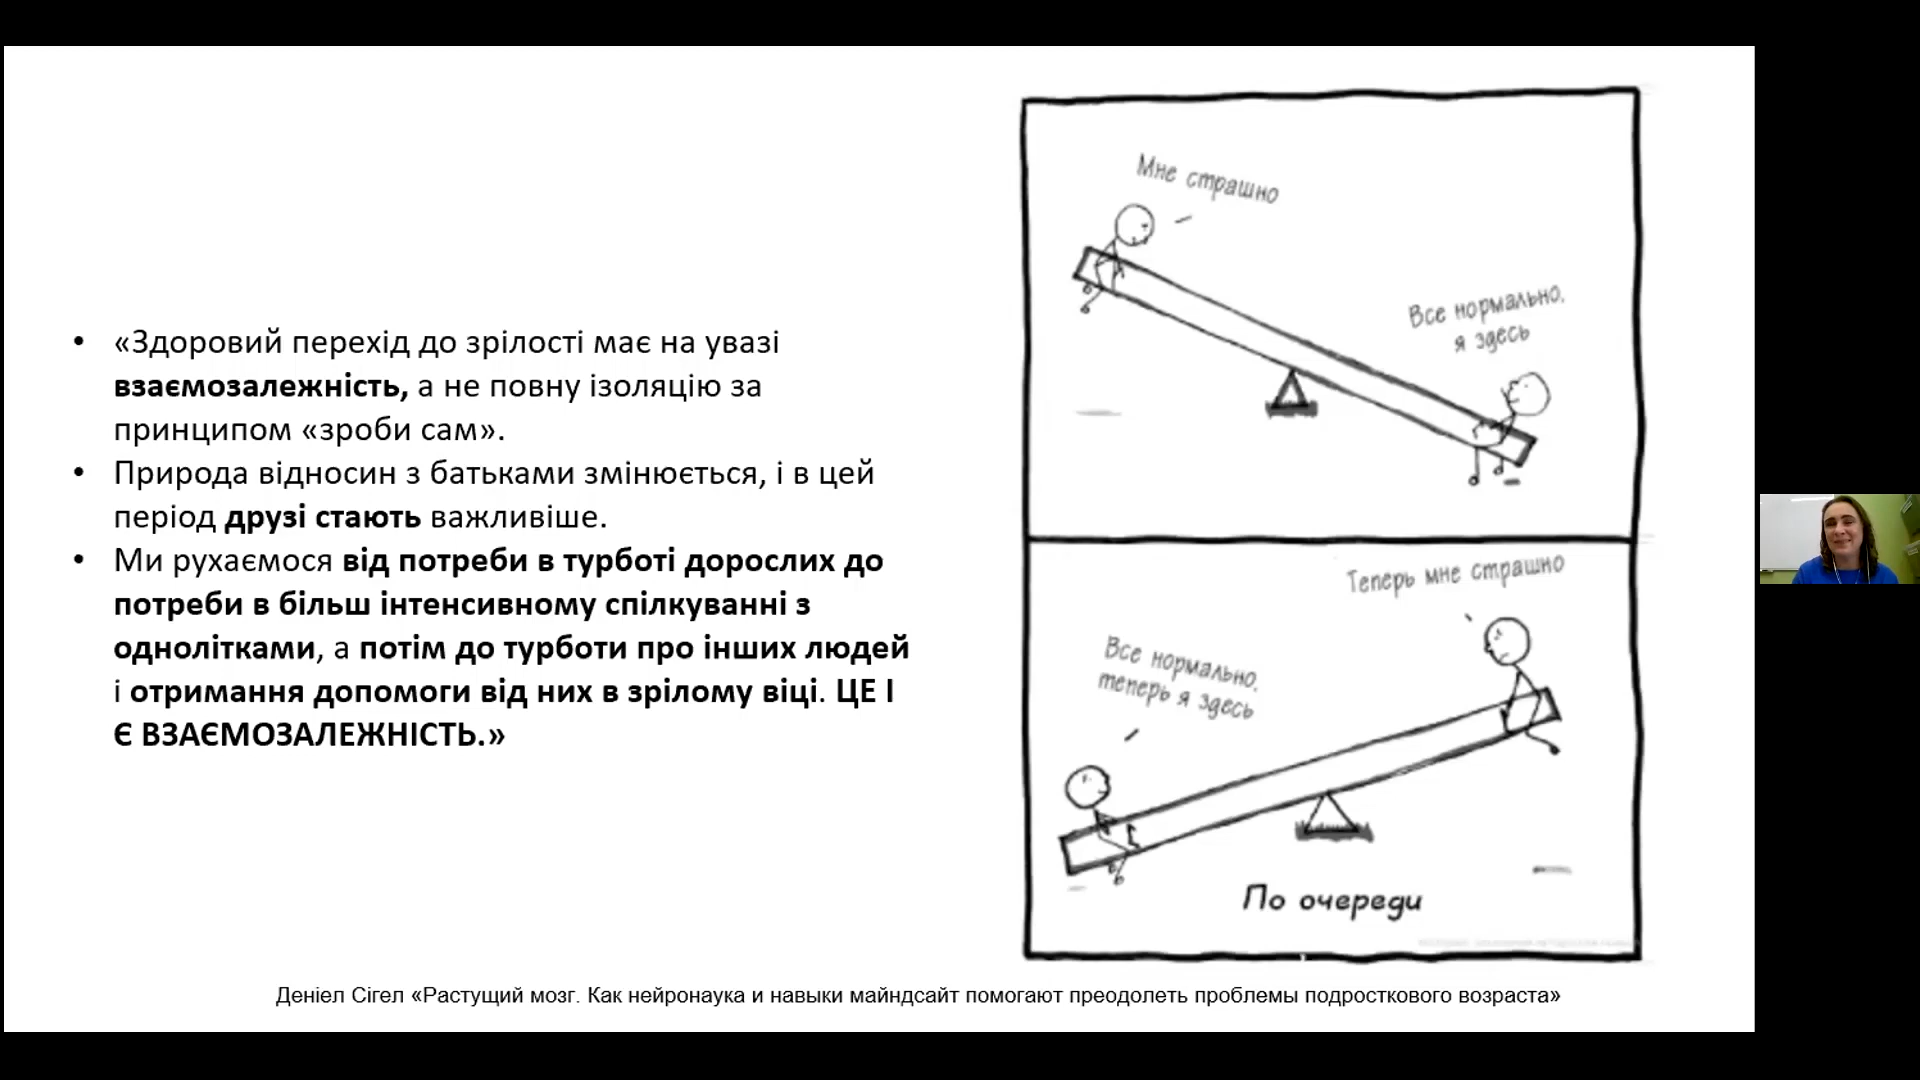 • «Здоровий перехід до зрілості має на увазі
взаємозалежність, а не повну ізоляцію за
принципом «зроби сам».
• Природа відносин з батьками змінюється, і в цей
період друзі стають важливіше.
• Ми рухаємося від потреби в турботі дорослих до
потреби в більш інтенсивному спілкуванні з
однолітками, а потім до турботи про інших людей
і отримання допомоги від них в зрілому віці. ЦЕ І
Є ВЗАЄМОЗАЛЕЖНІСТЬ.»
Мне страшно
Все нормально,
я здесь
Теперь мне страшно
Все нормально,
теперь я здесь
По очереди
Деніел Сігел «Растущий мозг. Как нейронаука и навыки майндсайт помогают преодолеть проблемы подросткового возраста»